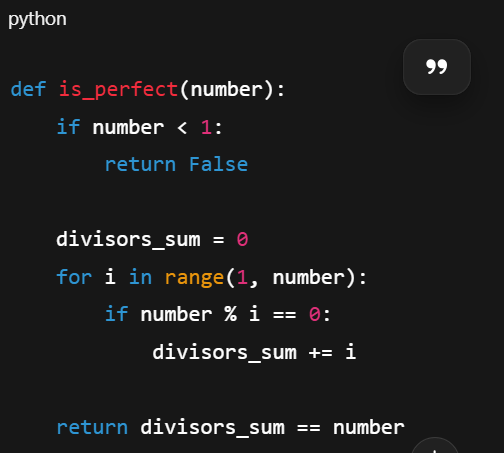 python
def is_perfect(number):
    if number < 1:
        return False
    divisors_sum = 0
    for i in range(1, number):
        if number % i == 0:
            divisors_sum += i
    return divisors_sum == number